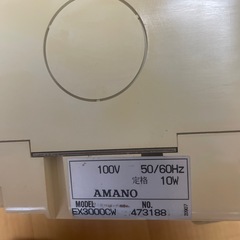 100V 50/60Hz
定格 10W
AMANO
MODEL NO.
EX3000CW 473188